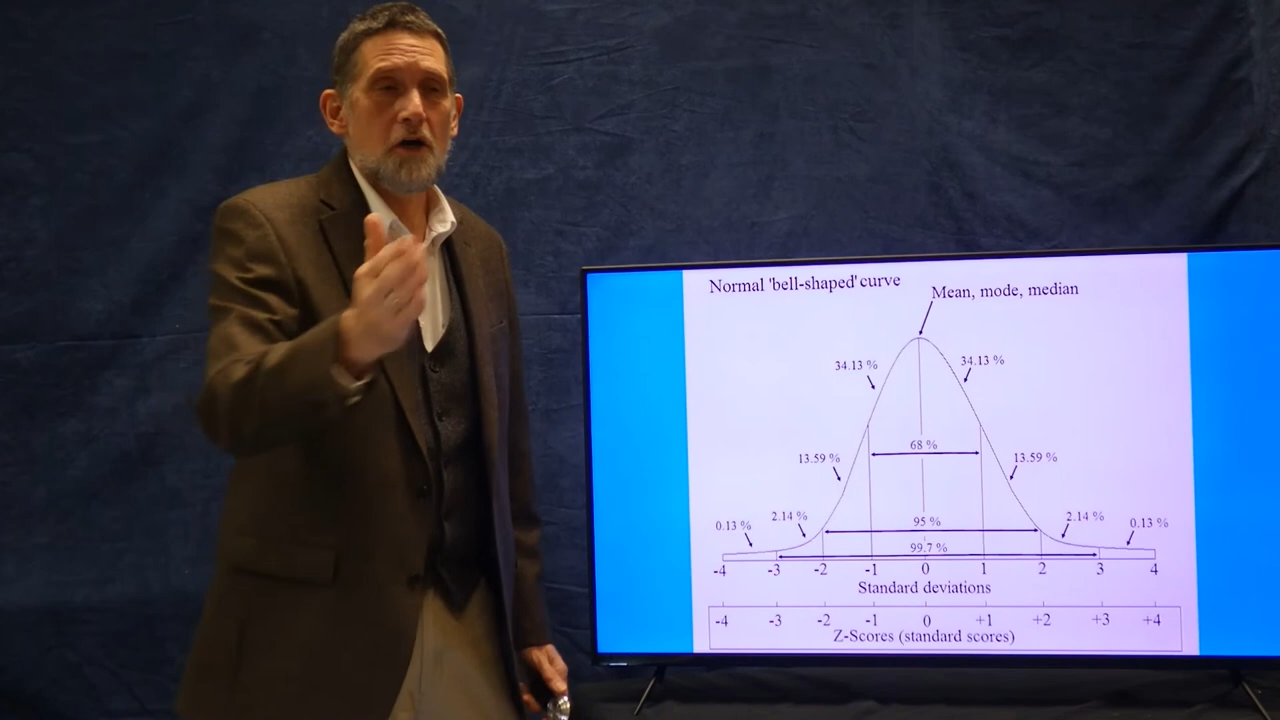 Normal 'bell-shaped' curve
Mean, mode, median
34.13 %
34.13 %
68 %
13.59 %
13.59 %
0.13 %
2.14 %
95 %
2.14 %
0.13 %
99.7 %
-4 -3 -2 -1 0 1 2 3 4
Standard deviations
-4 -3 -2 -1 0 +1 +2 +3 +4
Z-Scores (standard scores)